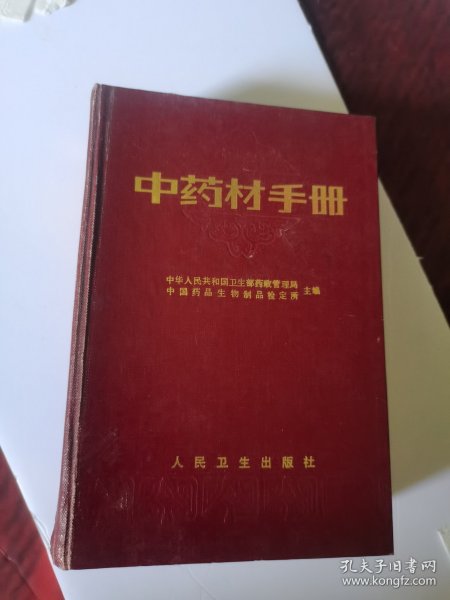 中药材手册
中华人民共和国卫生部药政管理局
中国药品生物制品检定所
主编
人民卫生出版社
孔夫子旧书网
www.kongfz.com